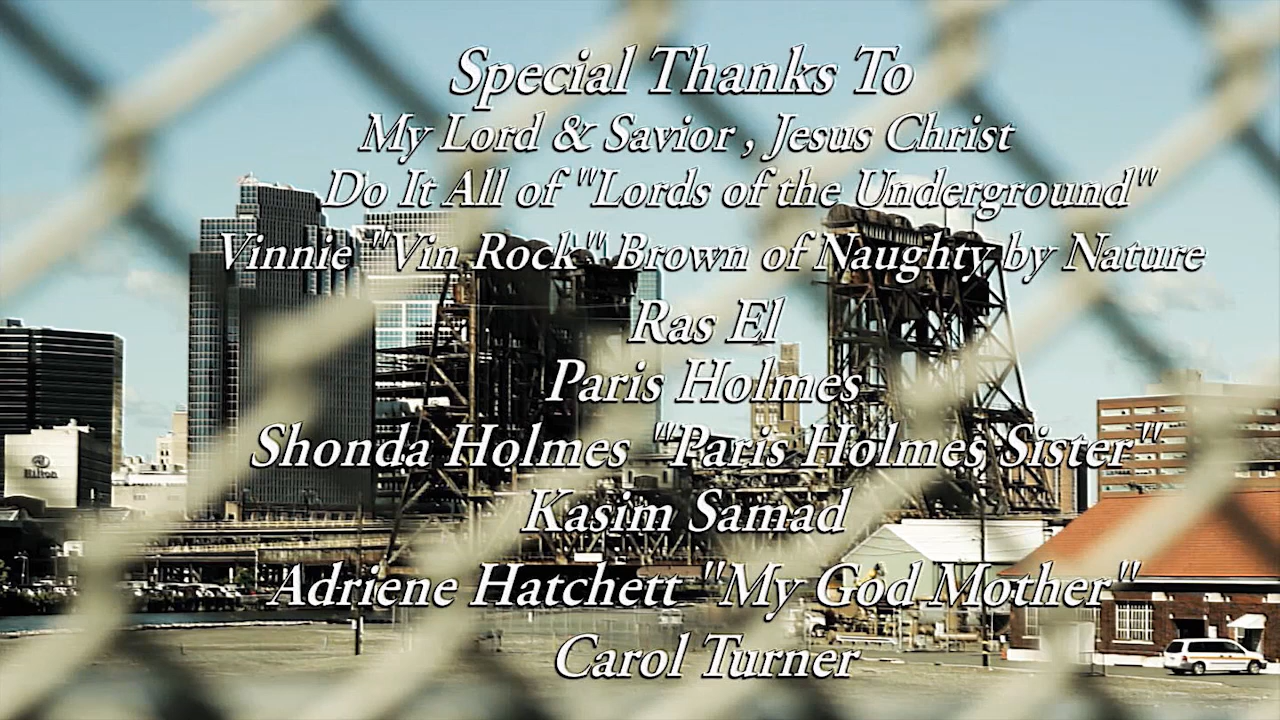 Special Thanks To
My Lord & Savior , Jesus Christ
Do It All of "Lords of the Underground"
Vinnie "Vin Rock" Brown of Naughty by Nature
Ras El
Paris Holmes
Shonda Holmes "Paris Holmes Sister"
Hilton
Kasim Samad
Adriene Hatchett "My God Mother"
Carol Turner